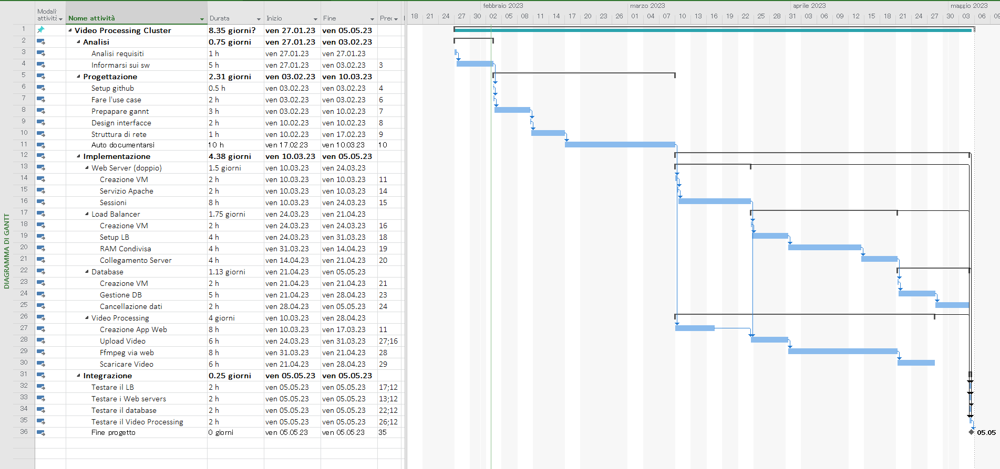 febbraio 2023 marzo 2023 aprile 2023 maggio 2023
Modali attività Nome attività Durata Inizio Fine Prec 18 21 24 27 30 02 05 08 11 14 17 20 23 26 01 04 07 10 13 16 19 22 25 28 31 03 06 09 12 15 18 21 24 27 30 03 06 09
1 Video Processing Cluster 8.35 giorni? ven 27.01.23 ven 05.05.23
2 Analisi 0.75 giorni ven 27.01.23 ven 03.02.23
3 Analisi requisiti 1 h ven 27.01.23 ven 27.01.23
4 Informarsi sui sw 5 h ven 27.01.23 ven 03.02.23 3
5 Progettazione 2.31 giorni ven 03.02.23 ven 10.03.23
6 Setup github 0.5 h ven 03.02.23 ven 03.02.23 4
7 Fare l'use case 2 h ven 03.02.23 ven 03.02.23 6
8 Prepapare gannt 3 h ven 03.02.23 ven 10.02.23 7
9 Design interfacce 2 h ven 10.02.23 ven 10.02.23 8
10 Struttura di rete 1 h ven 10.02.23 ven 17.02.23 9
11 Auto documentarsi 10 h ven 17.02.23 ven 10.03.23 10
12 Implementazione 4.38 giorni ven 10.03.23 ven 05.05.23
13 Web Server (doppio) 1.5 giorni ven 10.03.23 ven 24.03.23
14 Creazione VM 2 h ven 10.03.23 ven 10.03.23 11
15 Servizio Apache 2 h ven 10.03.23 ven 10.03.23 14
16 Sessioni 8 h ven 10.03.23 ven 24.03.23 15
17 Load Balancer 1.75 giorni ven 24.03.23 ven 21.04.23
18 Creazione VM 2 h ven 24.03.23 ven 24.03.23 16
19 Setup LB 4 h ven 24.03.23 ven 31.03.23 18
20 RAM Condivisa 4 h ven 31.03.23 ven 14.04.23 19
21 Collegamento Server 4 h ven 14.04.23 ven 21.04.23 20
22 Database 1.13 giorni ven 21.04.23 ven 05.05.23
23 Creazione VM 2 h ven 21.04.23 ven 21.04.23 21
24 Gestione DB 5 h ven 21.04.23 ven 28.04.23 23
25 Cancellazione dati 2 h ven 28.04.23 ven 05.05.23 24
26 Video Processing 4 giorni ven 10.03.23 ven 28.04.23
27 Creazione App Web 8 h ven 10.03.23 ven 17.03.23 11
28 Upload Video 6 h ven 24.03.23 ven 31.03.23 27;16
29 Ffmpeg via web 8 h ven 31.03.23 ven 21.04.23 28
30 Scaricare Video 6 h ven 21.04.23 ven 28.04.23 29
31 Integrazione 0.25 giorni ven 05.05.23 ven 05.05.23
32 Testare il LB 2 h ven 05.05.23 ven 05.05.23 17;12
33 Testare i Web servers 2 h ven 05.05.23 ven 05.05.23 13;12
34 Testare il database 2 h ven 05.05.23 ven 05.05.23 22;12
35 Testare il Video Processing 2 h ven 05.05.23 ven 05.05.23 26;12
36 Fine progetto 0 giorni ven 05.05.23 ven 05.05.23 35 05.05
DIAGRAMMA DI GANTT